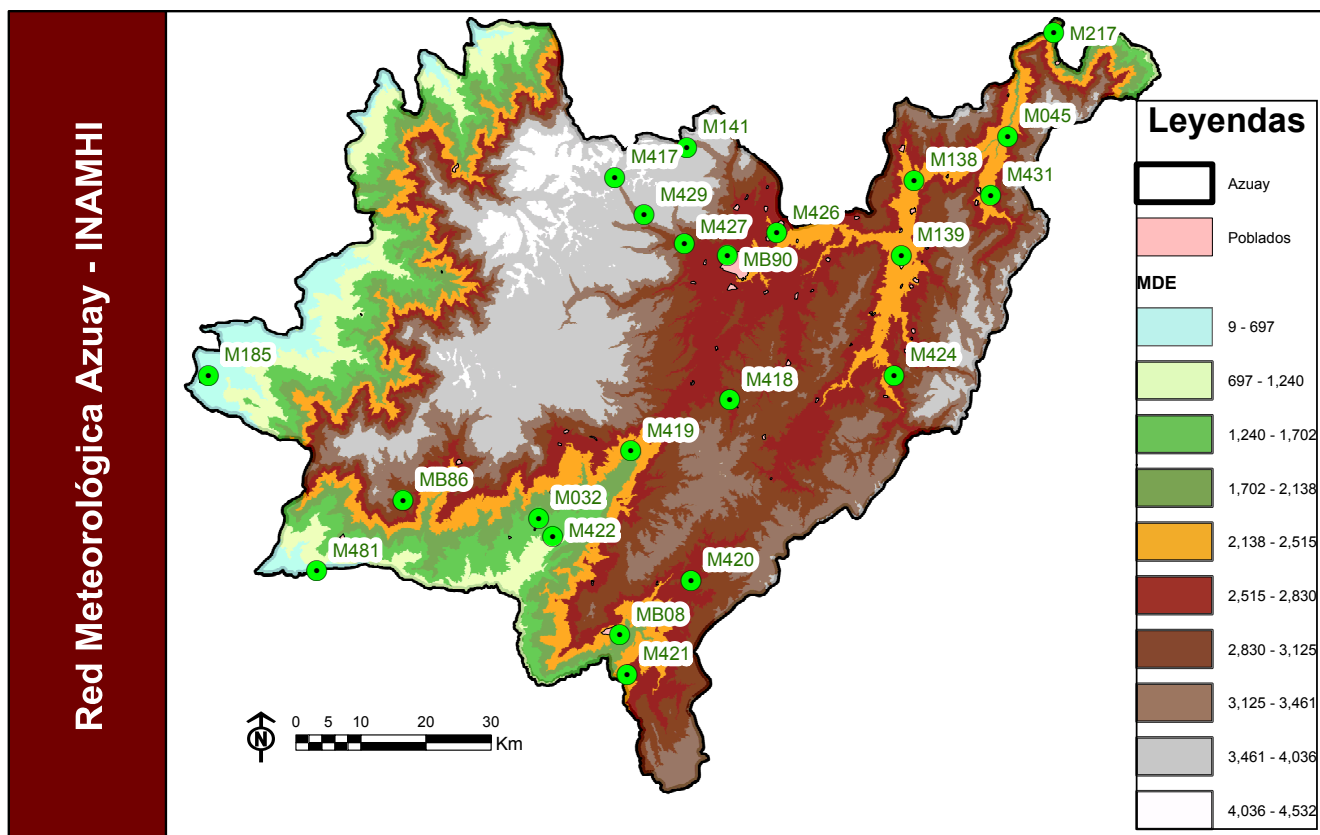 Red Meteorológica Azuay - INAMHI
M217
M045
M141
M138
M417
M431
M429
M426
M427
M139
MB90
M185
M424
M418
M419
MB86
M032
M422
M481
M420
MB08
M421
N
0 5 10 20 30
Km
Leyendas
Azuay
Poblados
MDE
9 - 697
697 - 1,240
1,240 - 1,702
1,702 - 2,138
2,138 - 2,515
2,515 - 2,830
2,830 - 3,125
3,125 - 3,461
3,461 - 4,036
4,036 - 4,532